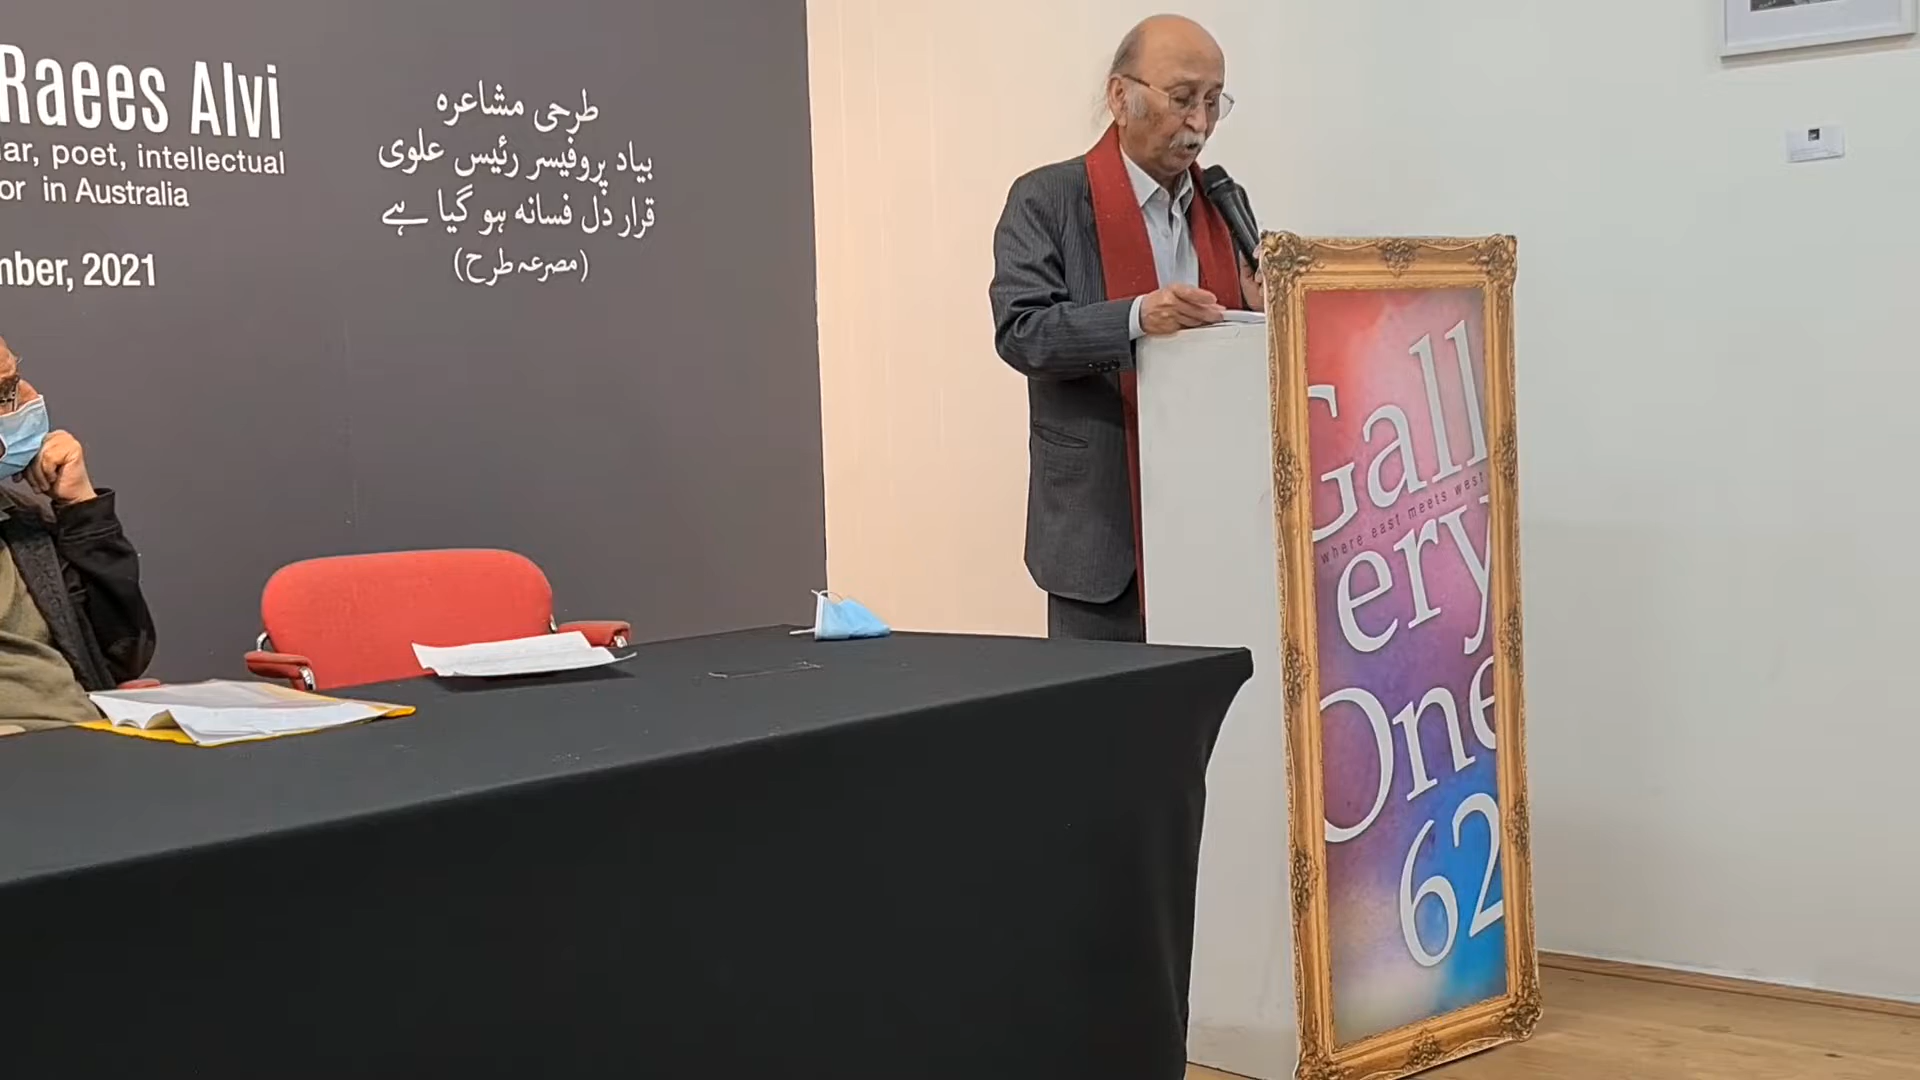 Raees Alvi
lar, poet, intellectual
or in Australia
mber, 2021
طرحی مشاعرہ
بیاد پروفیسر رئیس علوی
قرار دل فسانہ ہو گیا ہے
(مصرعہ طرح)
Gall
where east meets west
ery
One
62